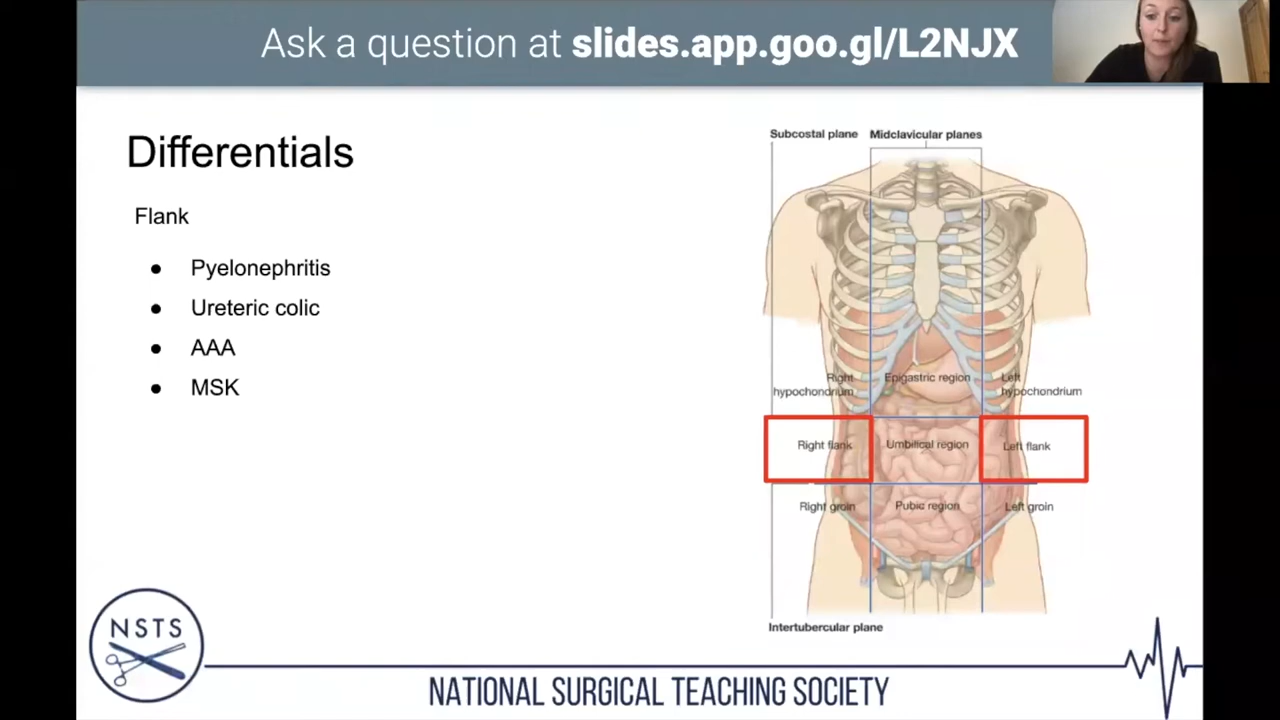 Ask a question at slides.app.goo.gl/L2NJX
Differentials
Flank
● Pyelonephritis
● Ureteric colic
● AAA
● MSK
Subcostal plane
Midclavicular planes
Right
hypochondrium
Epigastric region
Left
hypochondrium
Right flank
Umbilical region
Left flank
Right groin
Pubic region
Left groin
Intertubercular plane
NSTS
NATIONAL SURGICAL TEACHING SOCIETY